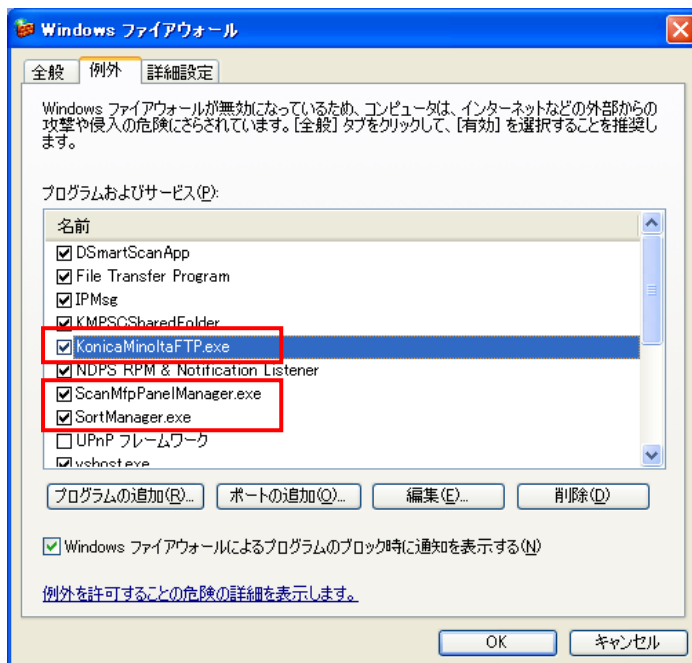 Windows ファイアウォール
全般 例外 詳細設定
Windows ファイアウォールが無効になっているため、コンピュータは、インターネットなどの外部からの
攻撃や侵入の危険にさらされています。[全般] タブをクリックして、[有効] を選択することを推奨し
ます。
プログラムおよびサービス(P):
名前
DSmartScanApp
File Transfer Program
IPMsg
KMPSCSharedFolder
KonicaMinoltaFTP.exe
NDPS RPM & Notification Listener
ScanMfpPanelManager.exe
SortManager.exe
UPnP フレームワーク
vshost.exe
プログラムの追加(R)... ポートの追加(O)... 編集(E)... 削除(D)
Windows ファイアウォールによるプログラムのブロック時に通知を表示する(N)
例外を許可することの危険の詳細を表示します。
OK キャンセル